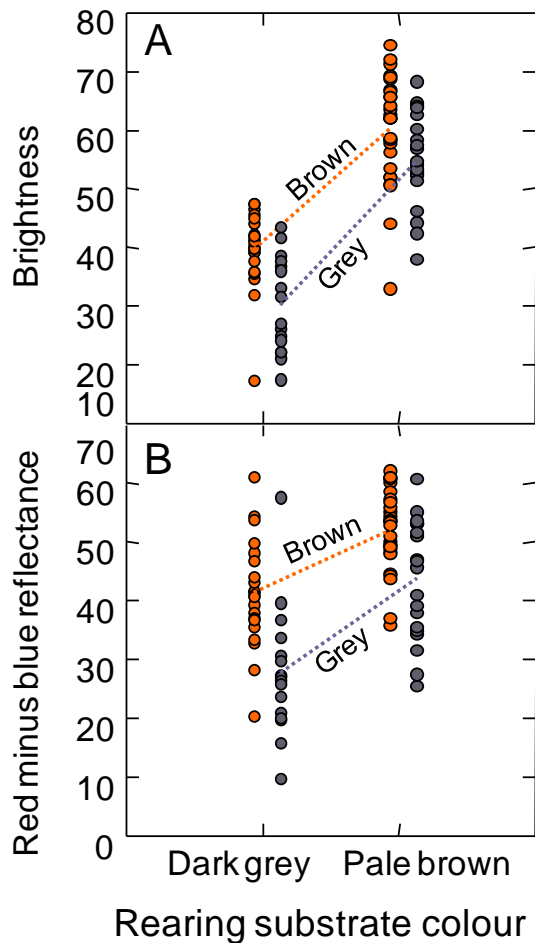 A
Brightness
80
70
60
50
40
30
20
10
Brown
Grey
B
Red minus blue reflectance
70
60
50
40
30
20
10
0
Brown
Grey
Dark grey Pale brown
Rearing substrate colour